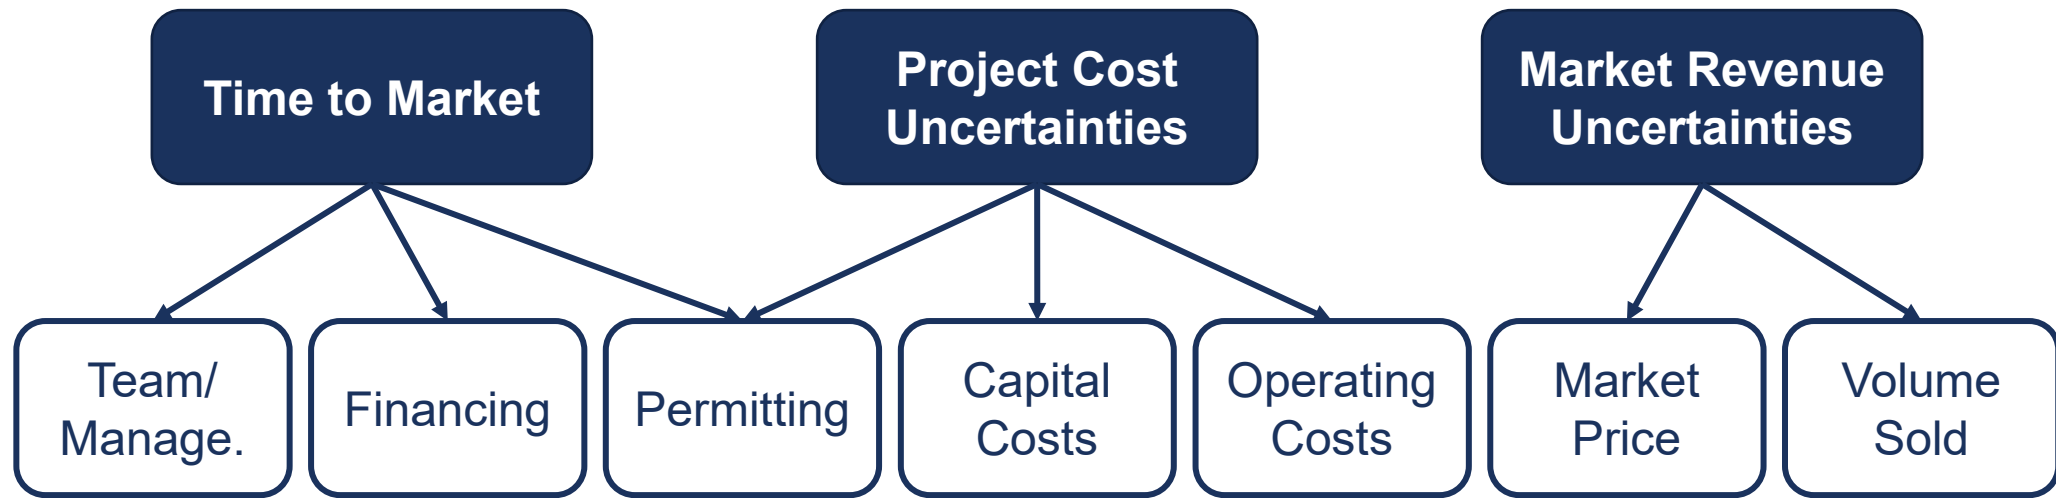 Time to Market
Project Cost
Uncertainties
Market Revenue
Uncertainties
Team/
Manage.
Financing
Permitting
Capital
Costs
Operating
Costs
Market
Price
Volume
Sold